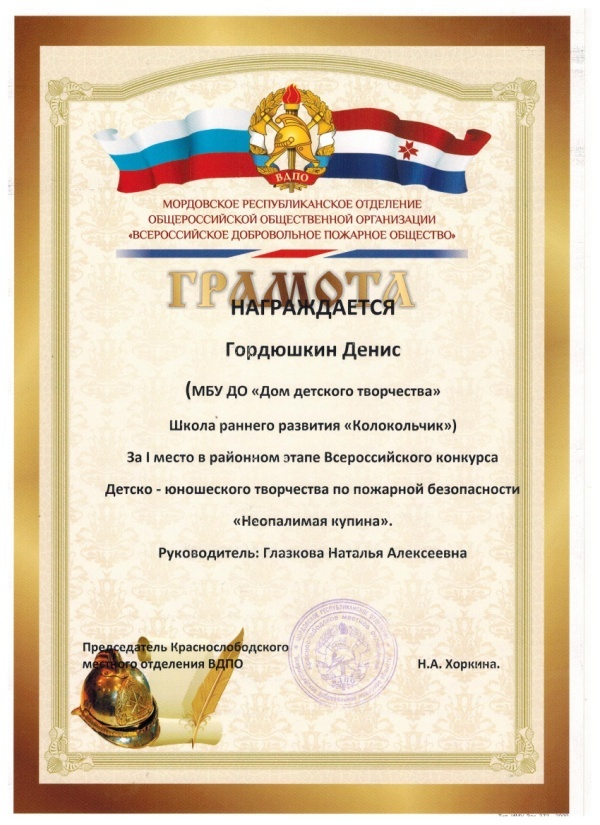 ВДПО
МОРДОВСКОЕ РЕСПУБЛИКАНСКОЕ ОТДЕЛЕНИЕ
ОБЩЕРОССИЙСКОЙ ОБЩЕСТВЕННОЙ ОРГАНИЗАЦИИ
«ВСЕРОССИЙСКОЕ ДОБРОВОЛЬНОЕ ПОЖАРНОЕ ОБЩЕСТВО»
ГРАМОТА
НАГРАЖДАЕТСЯ
Гордюшкин Денис
(МБУ ДО «Дом детского творчества»
Школа раннего развития «Колокольчик»)
За I место в районном этапе Всероссийского конкурса
Детско - юношеского творчества по пожарной безопасности
«Неопалимая купина».
Руководитель: Глазкова Наталья Алексеевна
Председатель Краснослободского
местного отделения ВДПО
Н.А. Хоркина.